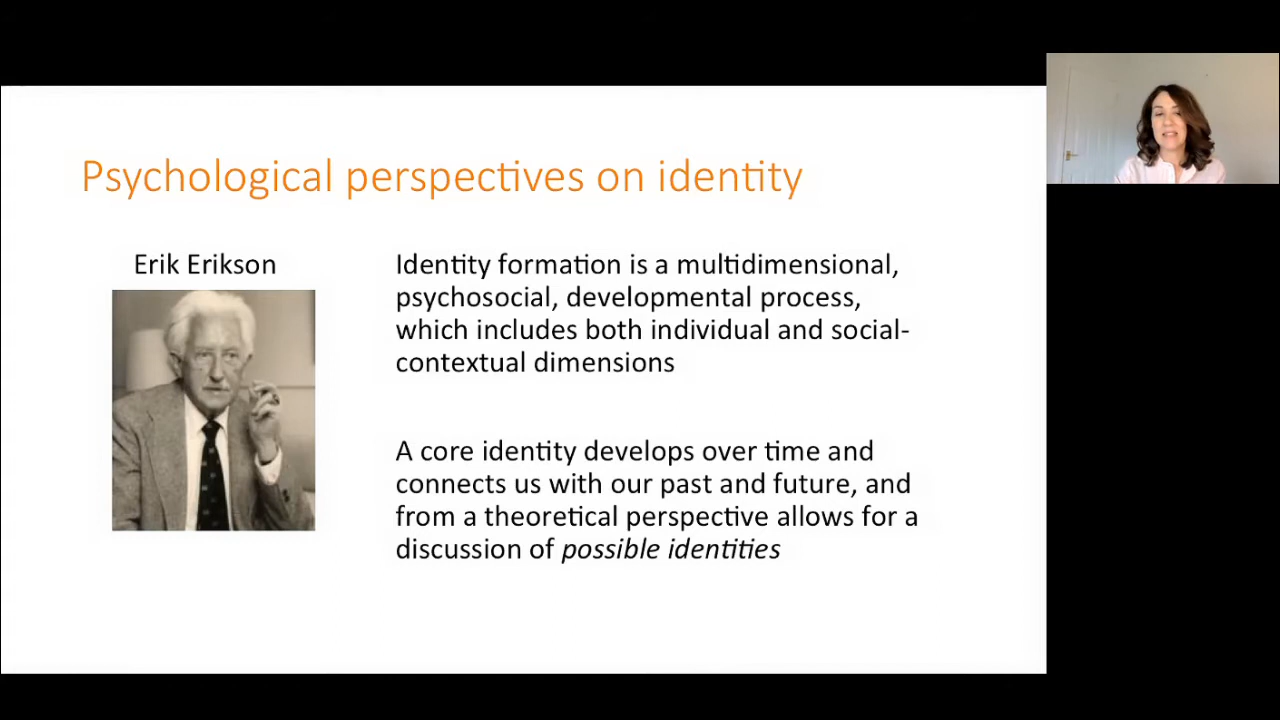 Psychological perspectives on identity
Erik Erikson
Identity formation is a multidimensional,
psychosocial, developmental process,
which includes both individual and social-
contextual dimensions
A core identity develops over time and
connects us with our past and future, and
from a theoretical perspective allows for a
discussion of possible identities